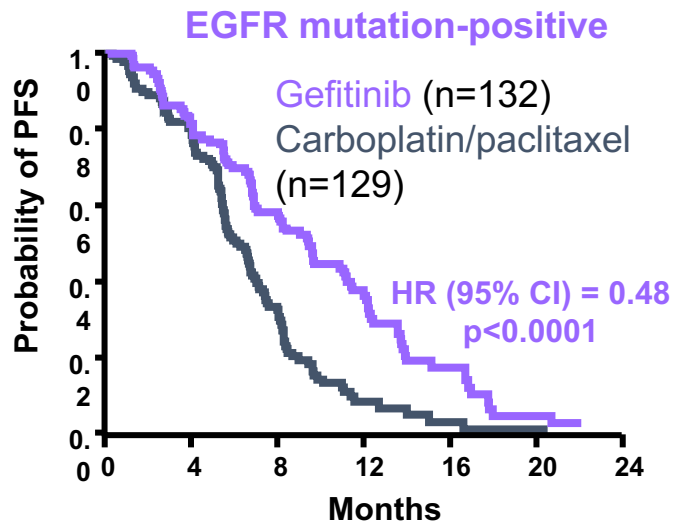 EGFR mutation-positive
Gefitinib (n=132)
Carboplatin/paclitaxel
(n=129)
HR (95% CI) = 0.48
p<0.0001
Probability of PFS
1.
0
0.
8
0.
6
0.
4
0.
2
0.
0
0 4 8 12 16 20 24
Months